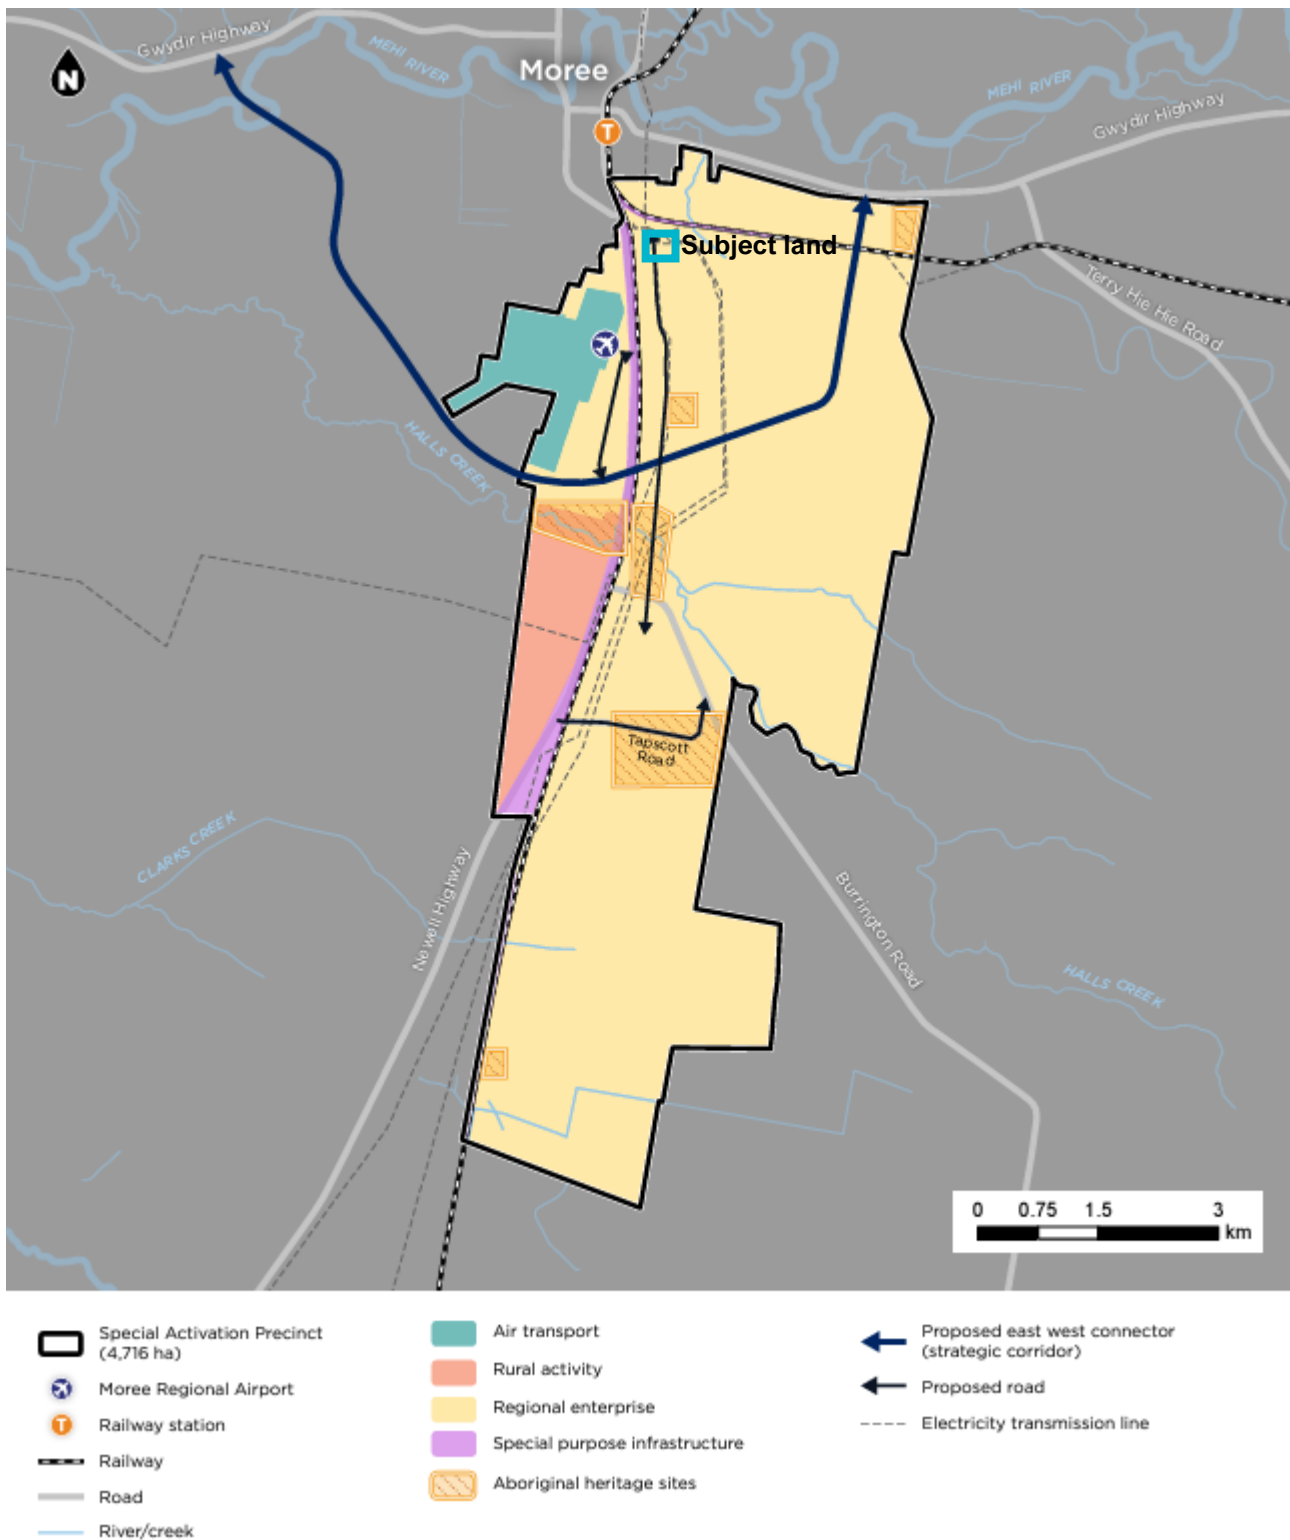 Gwydir Highway
MEHI RIVER
Moree
MEHI RIVER
Gwydir Highway
N
T
Subject land
Terry Hie Hie Road
HALLS CREEK
Tapscott
Road
CLARKS CREEK
Newell Highway
Burrington Road
HALLS CREEK
0 0.75 1.5 3
km
Special Activation Precinct
(4,716 ha)
Moree Regional Airport
T Railway station
Railway
Road
River/creek
Air transport
Rural activity
Regional enterprise
Special purpose infrastructure
Aboriginal heritage sites
Proposed east west connector
(strategic corridor)
Proposed road
Electricity transmission line